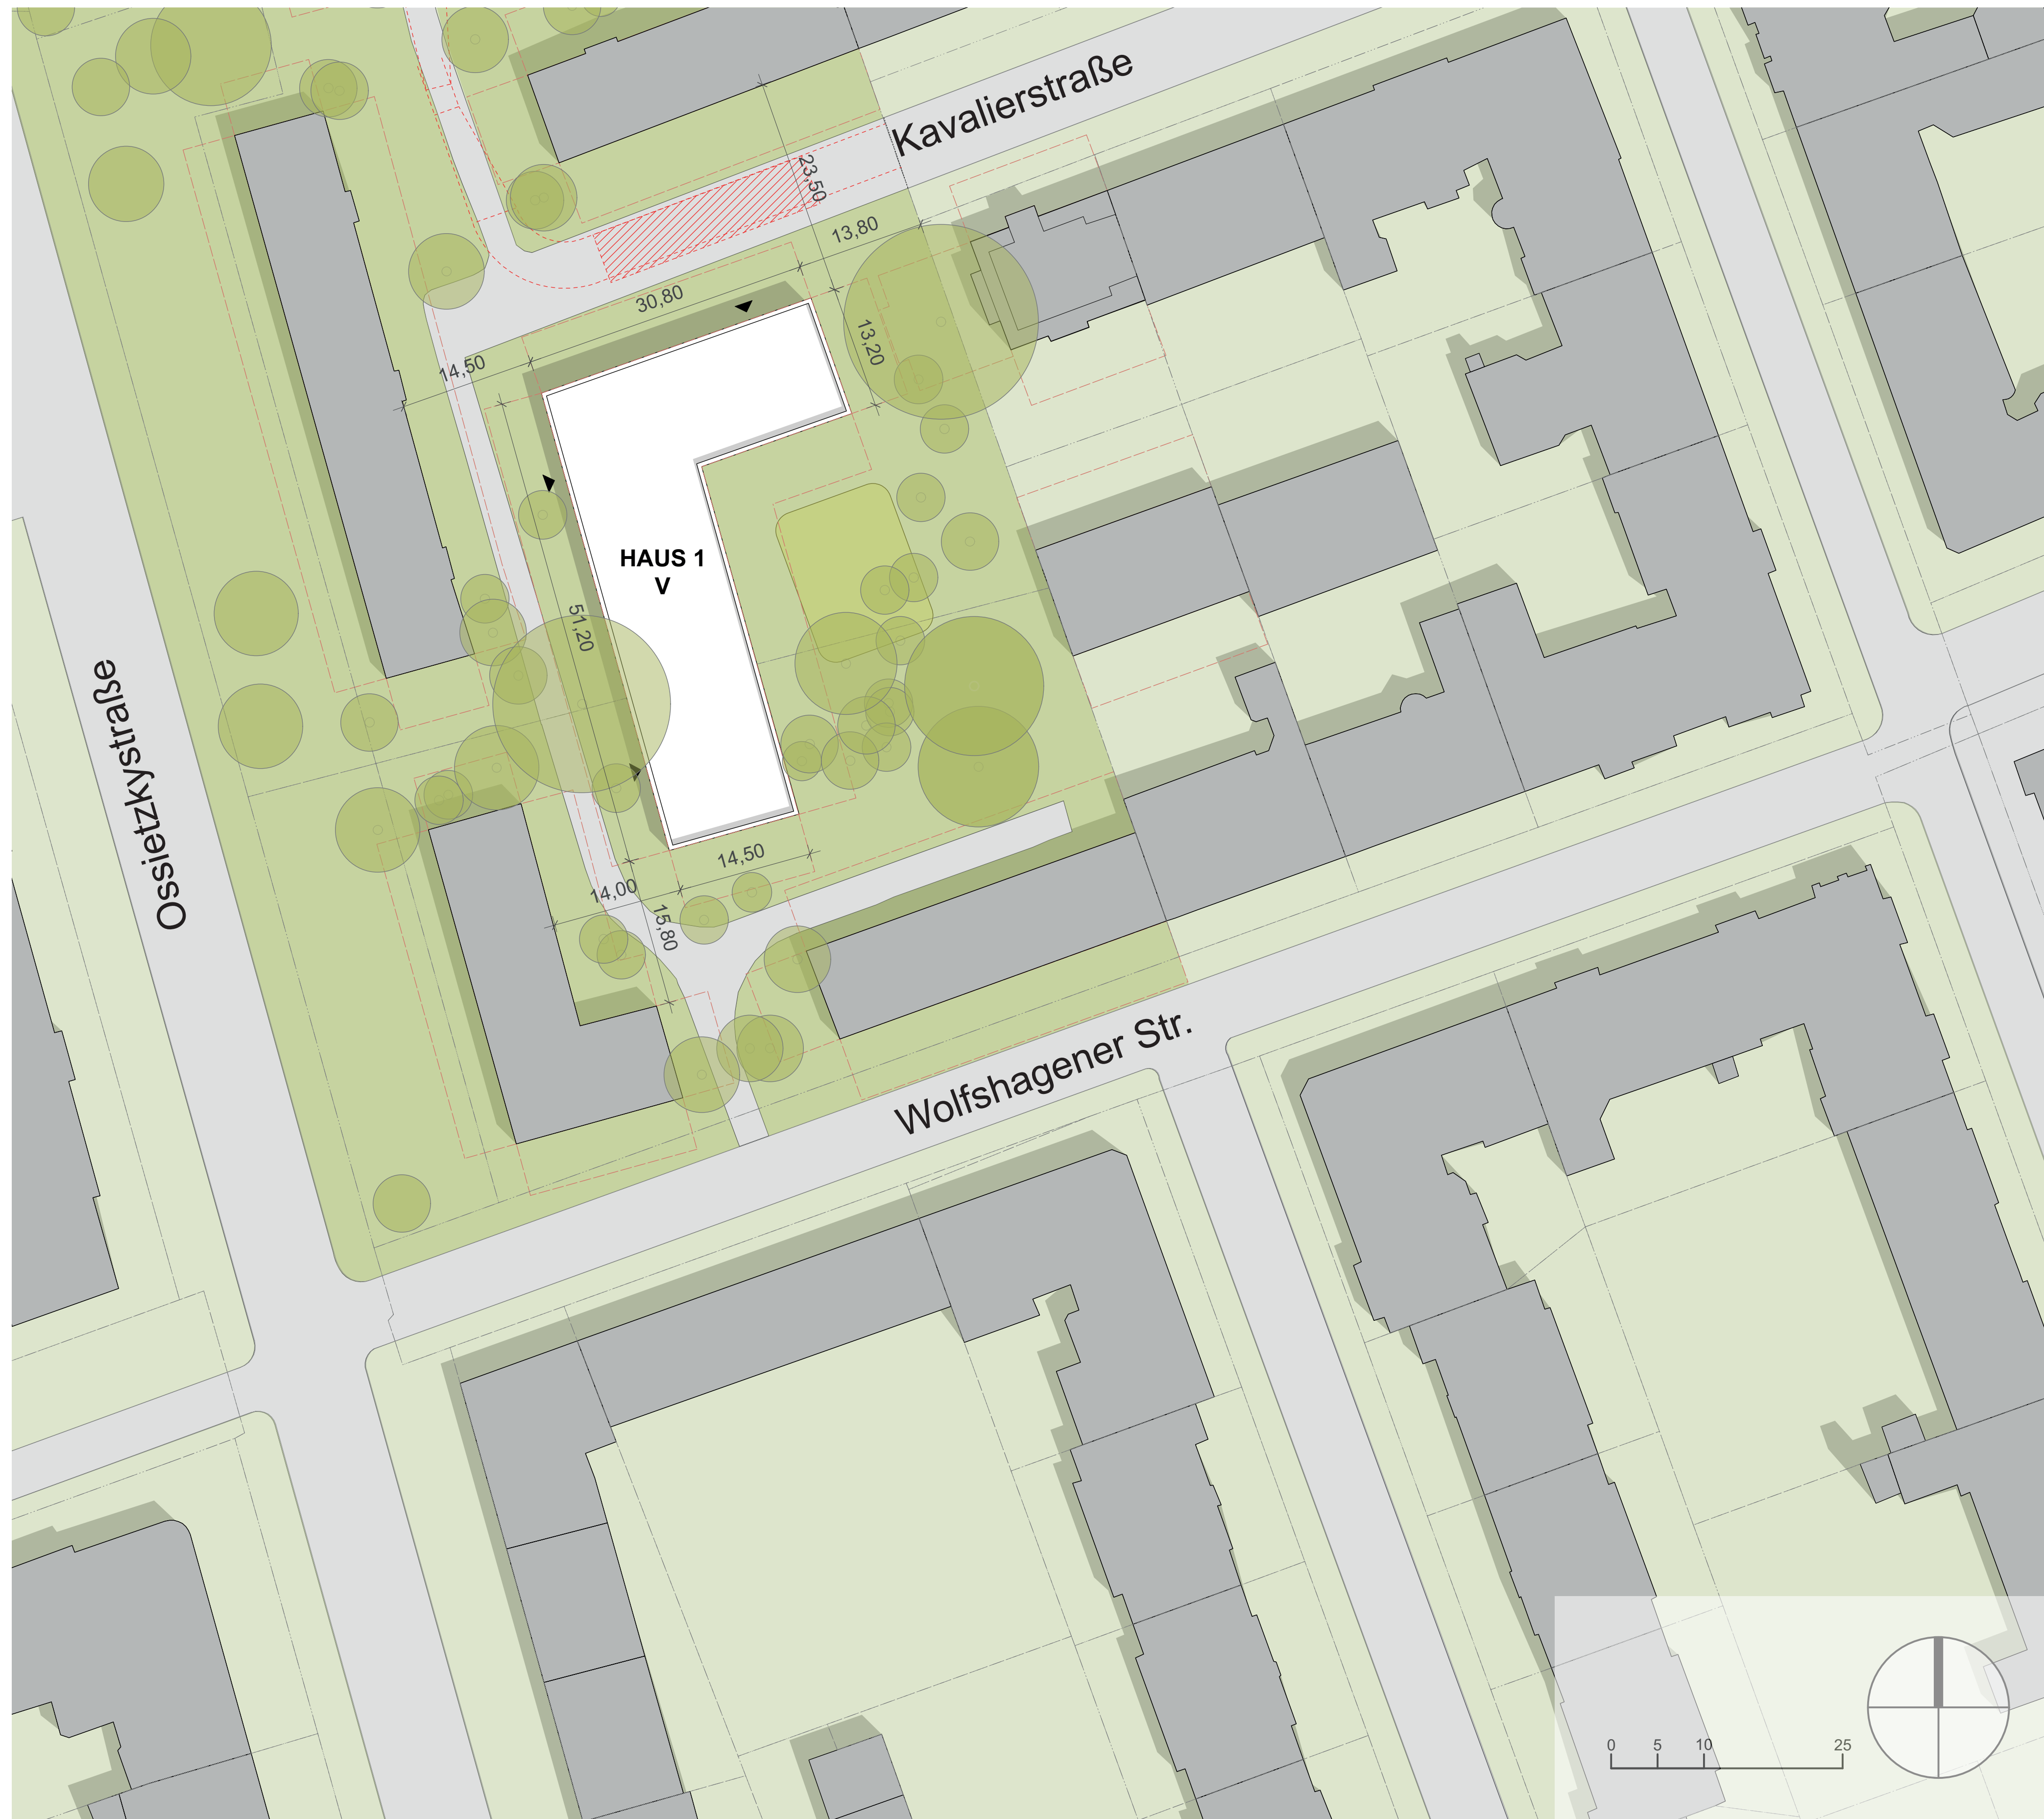 Kavalierstraße
23,50
13,80
30,80
13,20
14,50
HAUS 1
V
51,20
Ossietzkystraße
14,50
14,00
15,80
Wolfshagener Str.
0 5 10 25